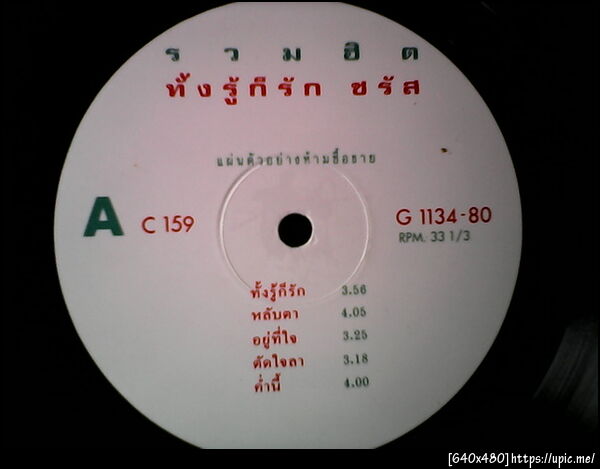 รวมฮิต
ทั้งรู้ก็รัก ชรัส
แผ่นตัวอย่างห้ามซื้อขาย
A C 159 G 1134-80
RPM. 33 1/3
ทั้งรู้ก็รัก 3.56
หลับตา 4.05
อยู่ที่ใจ 3.25
ตัดใจลา 3.18
ค่ำนี้ 4.00
[640x480]https://upic.me/